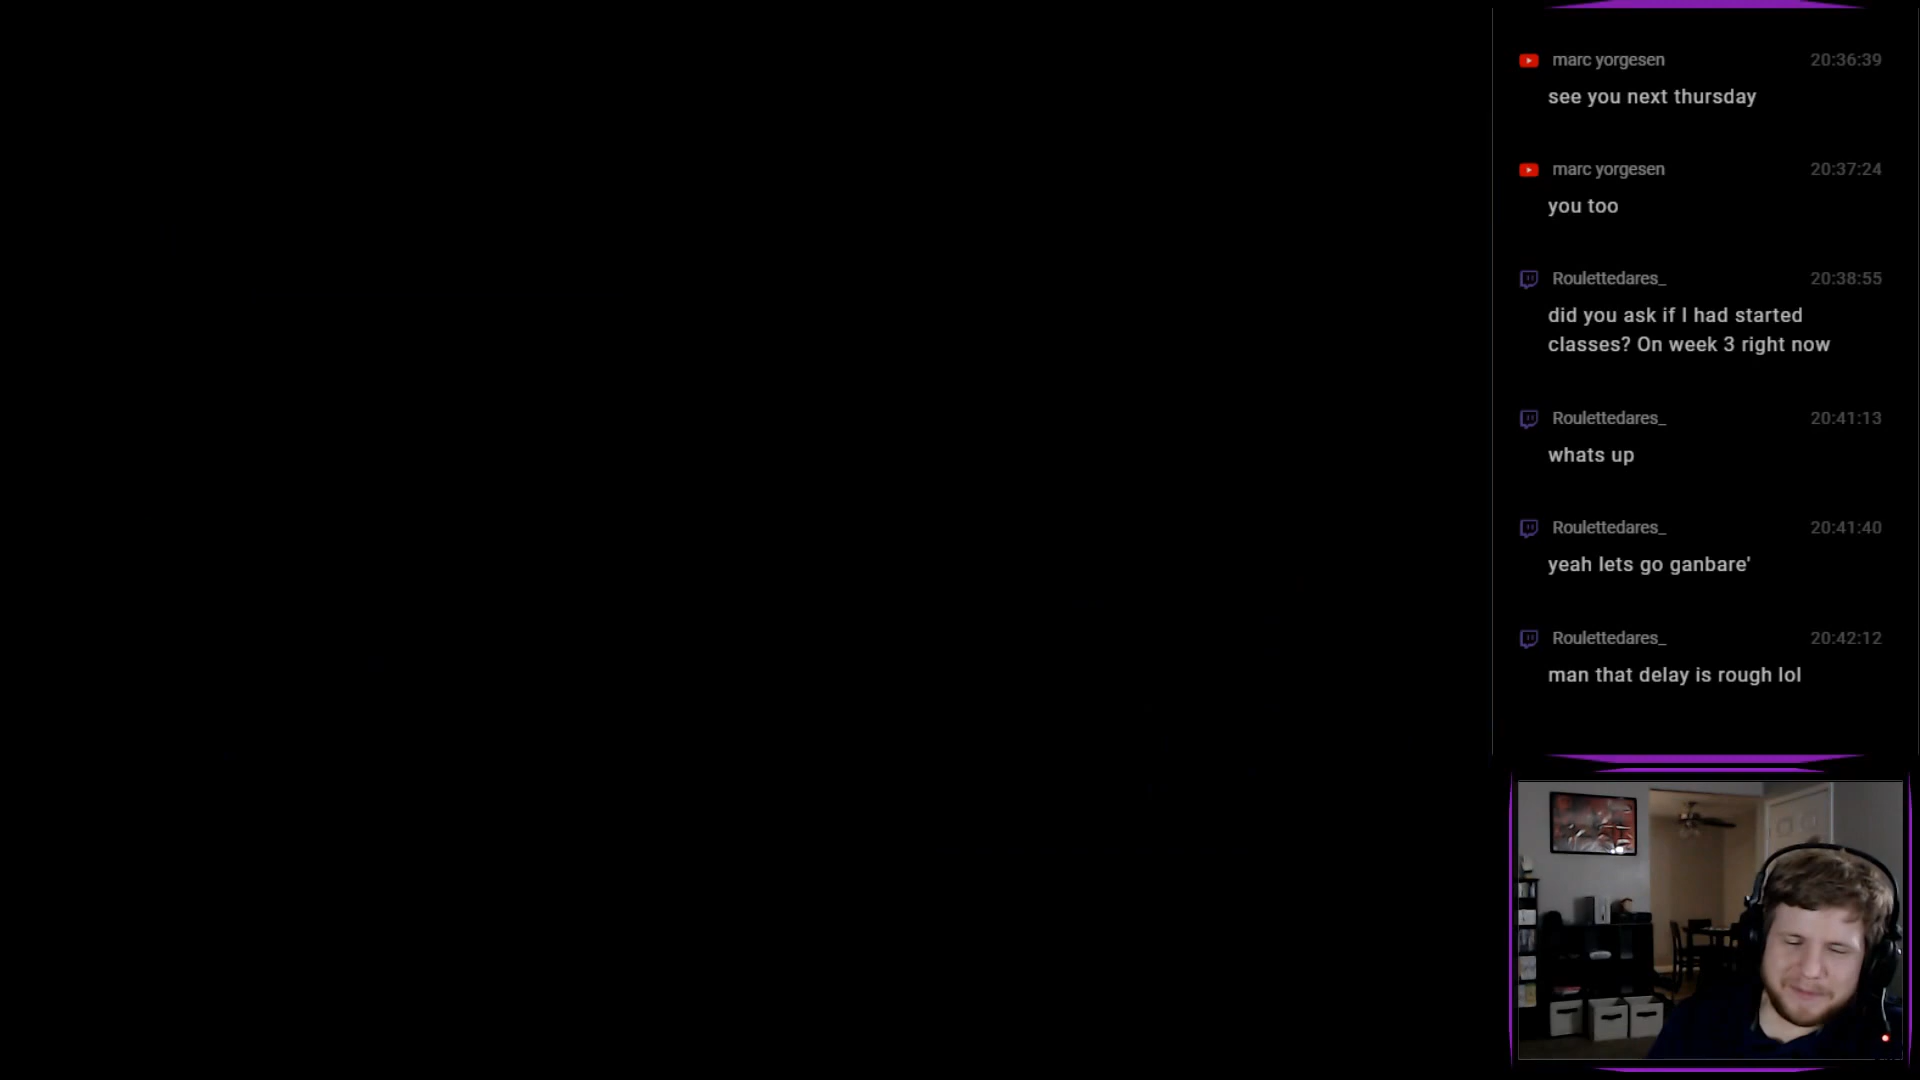 marc yorgesen 20:36:39
see you next thursday
marc yorgesen 20:37:24
you too
Roulettedares_ 20:38:55
did you ask if I had started
classes? On week 3 right now
Roulettedares_ 20:41:13
whats up
Roulettedares_ 20:41:40
yeah lets go ganbare'
Roulettedares_ 20:42:12
man that delay is rough lol